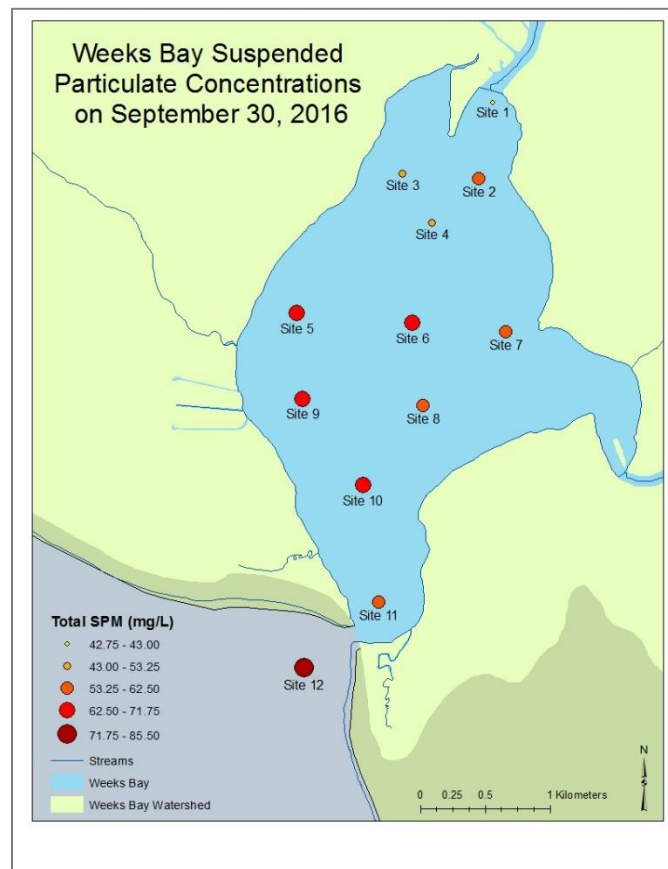 Weeks Bay Suspended
Particulate Concentrations
on September 30, 2016
Site 1
Site 3
Site 2
Site 4
Site 5
Site 6
Site 7
Site 9
Site 8
Site 10
Site 11
Site 12
Total SPM (mg/L)
42.75 - 43.00
43.00 - 53.25
53.25 - 62.50
62.50 - 71.75
71.75 - 85.50
Streams
Weeks Bay
Weeks Bay Watershed
N
0 0.25 0.5 1 Kilometers